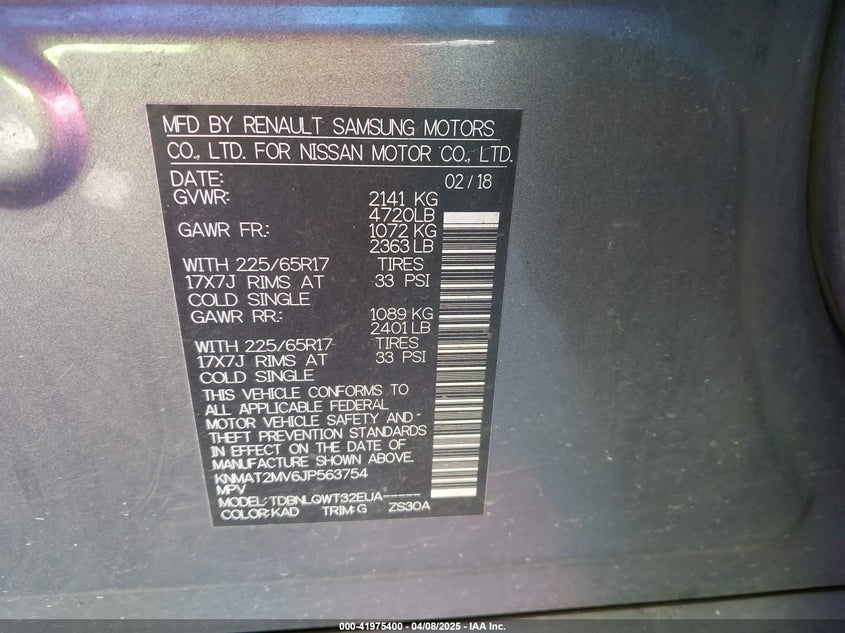 MFD BY RENAULT SAMSUNG MOTORS
CO., LTD. FOR NISSAN MOTOR CO., LTD.
DATE: 02/18
GVWR: 2141 KG
4720LB
GAWR FR.: 1072 KG
2363 LB
WITH 225/65R17 TIRES
17X7J RIMS AT 33 PSI
COLD SINGLE
GAWR RR.: 1089 KG
2401 LB
WITH 225/65R17 TIRES
17X7J RIMS AT 33 PSI
COLD SINGLE
THIS VEHICLE CONFORMS TO
ALL APPLICABLE FEDERAL
MOTOR VEHICLE SAFETY AND
THEFT PREVENTION STANDARDS
IN EFFECT ON THE DATE OF
MANUFACTURE SHOWN ABOVE.
KNMAT2MV6JP563754
MPV
MODEL: TDBNLQWT32EUA-----
COLOR: KAD TRIM: G ZS30A
000-41975400 - 04/08/2025 - IAA Inc.